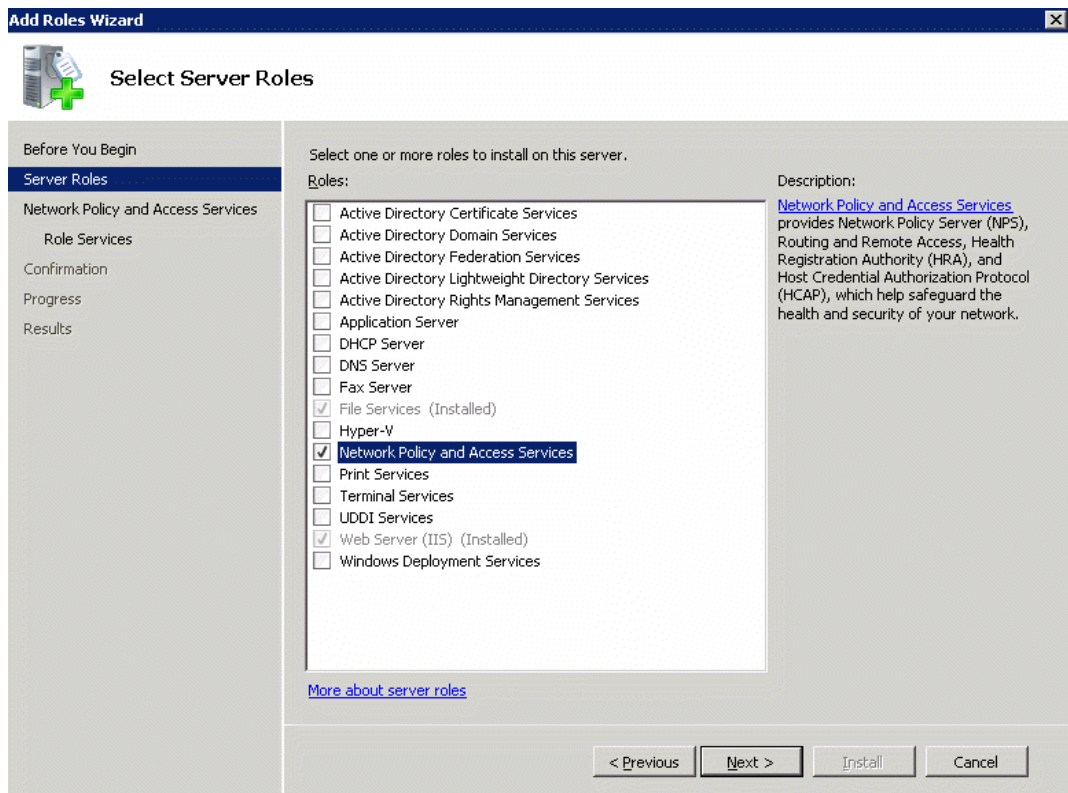 Add Roles Wizard
Select Server Roles
Before You Begin
Server Roles
Network Policy and Access Services
Role Services
Confirmation
Progress
Results
Select one or more roles to install on this server.
Roles:
Active Directory Certificate Services
Active Directory Domain Services
Active Directory Federation Services
Active Directory Lightweight Directory Services
Active Directory Rights Management Services
Application Server
DHCP Server
DNS Server
Fax Server
File Services (Installed)
Hyper-V
Network Policy and Access Services
Print Services
Terminal Services
UDDI Services
Web Server (IIS) (Installed)
Windows Deployment Services
More about server roles
Description:
Network Policy and Access Services
provides Network Policy Server (NPS),
Routing and Remote Access, Health
Registration Authority (HRA), and
Host Credential Authorization Protocol
(HCAP), which help safeguard the
health and security of your network.
< Previous
Next >
Install
Cancel